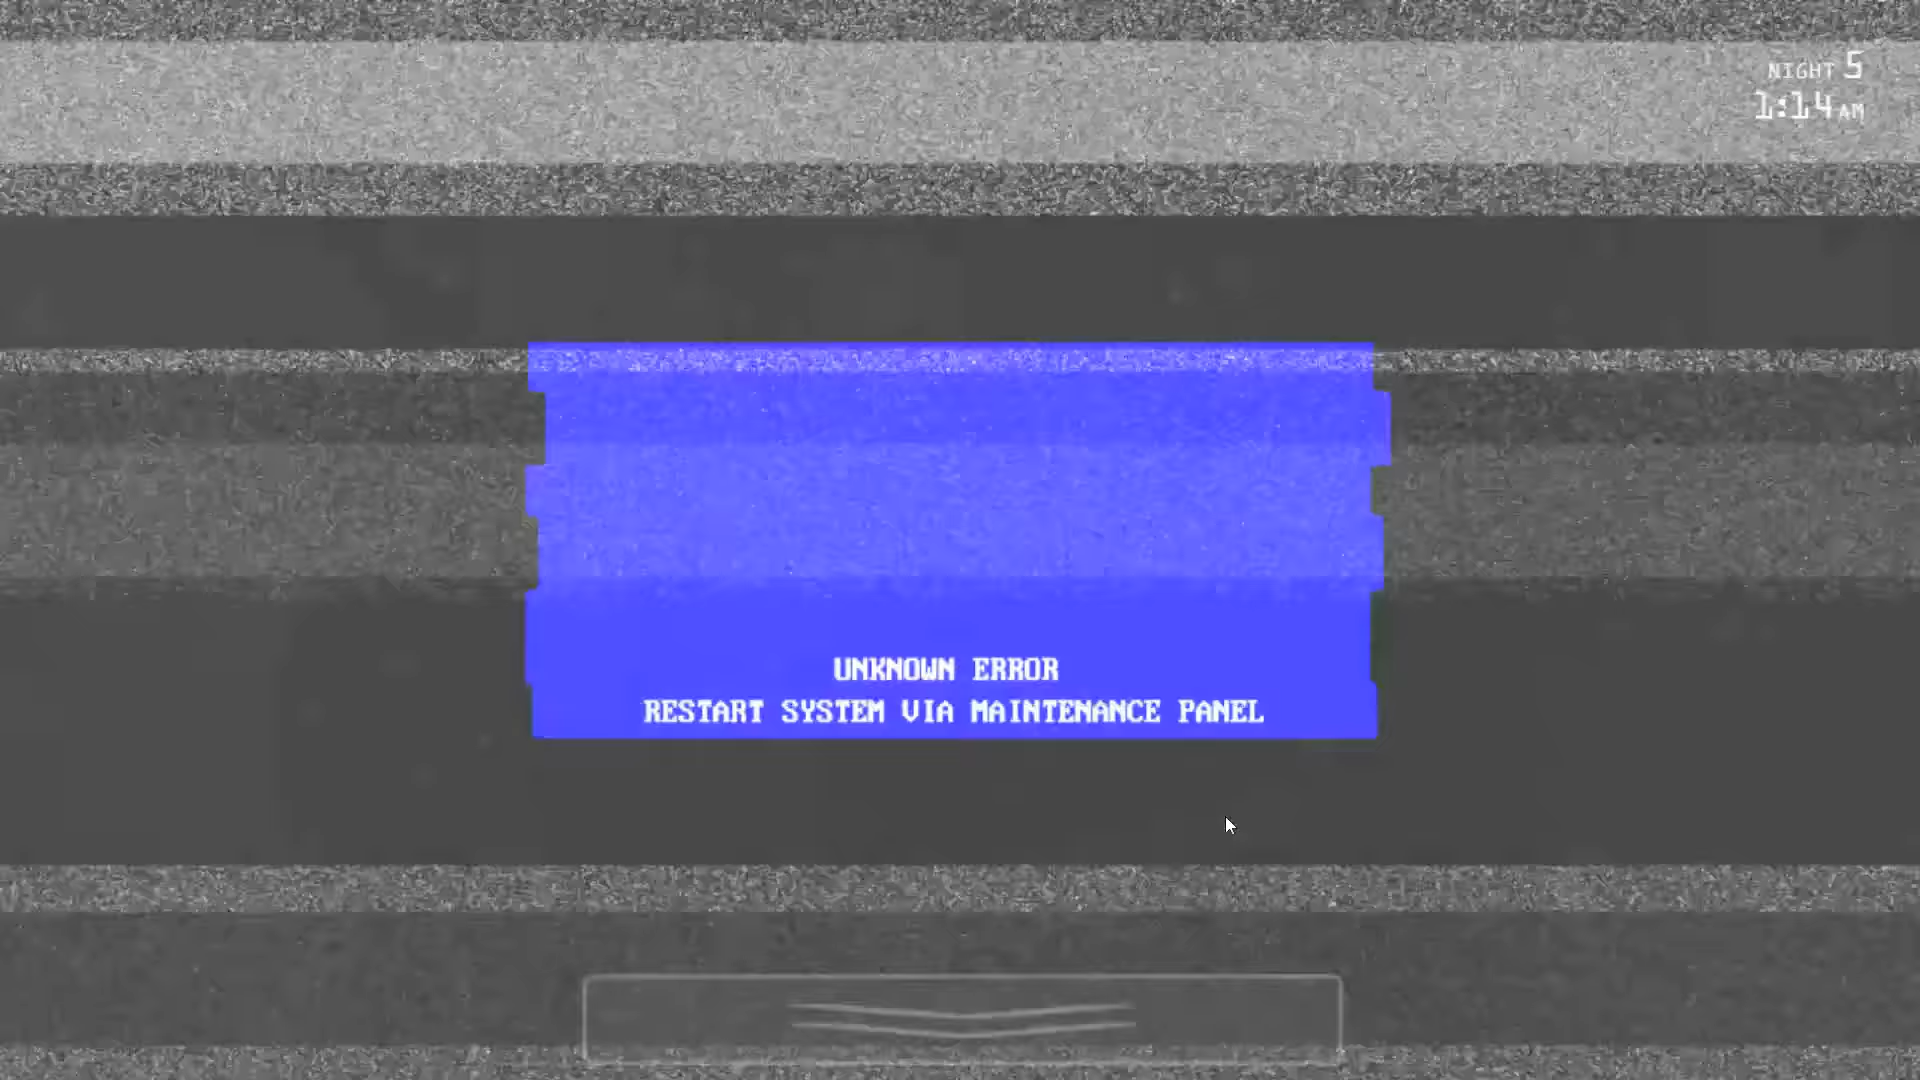 NIGHT 5
1:14 AM
UNKNOWN ERROR
RESTART SYSTEM VIA MAINTENANCE PANEL